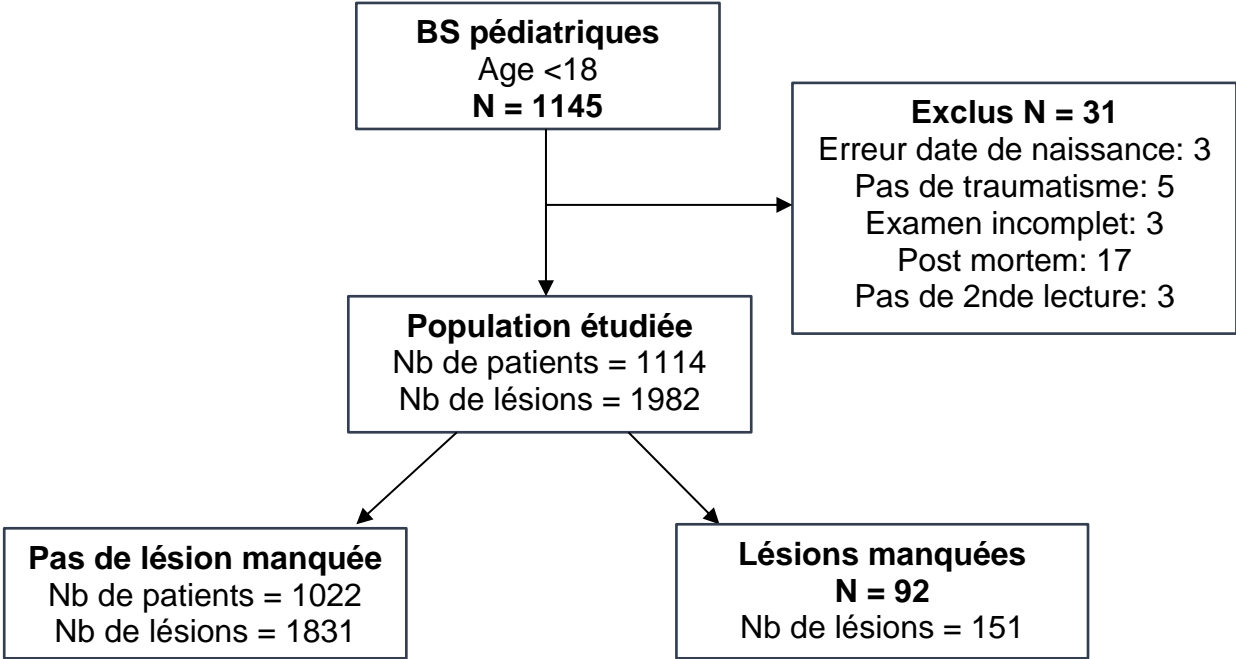 BS pédiatriques
Age <18
N = 1145
Exclus N = 31
Erreur date de naissance: 3
Pas de traumatisme: 5
Examen incomplet: 3
Post mortem: 17
Pas de 2nde lecture: 3
Population étudiée
Nb de patients = 1114
Nb de lésions = 1982
Pas de lésion manquée
Nb de patients = 1022
Nb de lésions = 1831
Lésions manquées
N = 92
Nb de lésions = 151